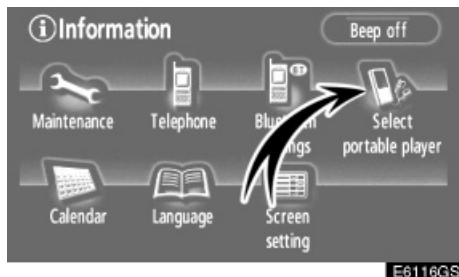 Information
Beep off
Maintenance
Telephone
Select
portable player
Calendar
Language
Screen
setting
E6116GS